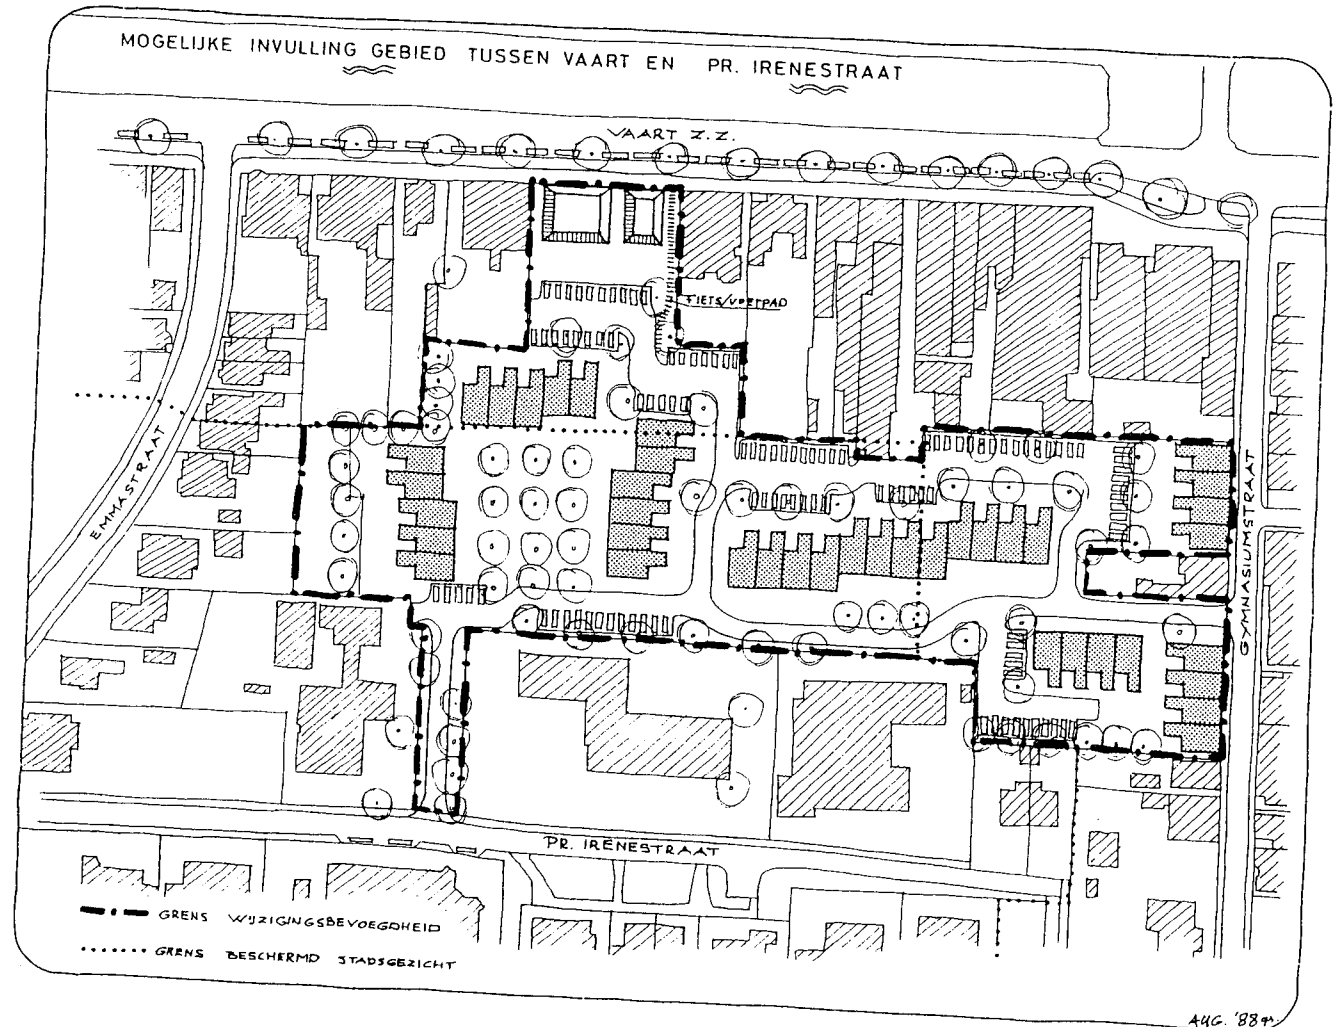 MOGELIJKE INVULLING GEBIED TUSSEN VAART EN PR. IRENESTRAAT
VAART Z.Z.
FIETS/VOETPAD
EMMASTRAAT
GYMNASIUMSTRAAT
PR. IRENESTRAAT
GRENS WIJZIGINGSBEVOEGDHEID
GRENS BESCHERMD STADSGEZICHT
AUG. '88